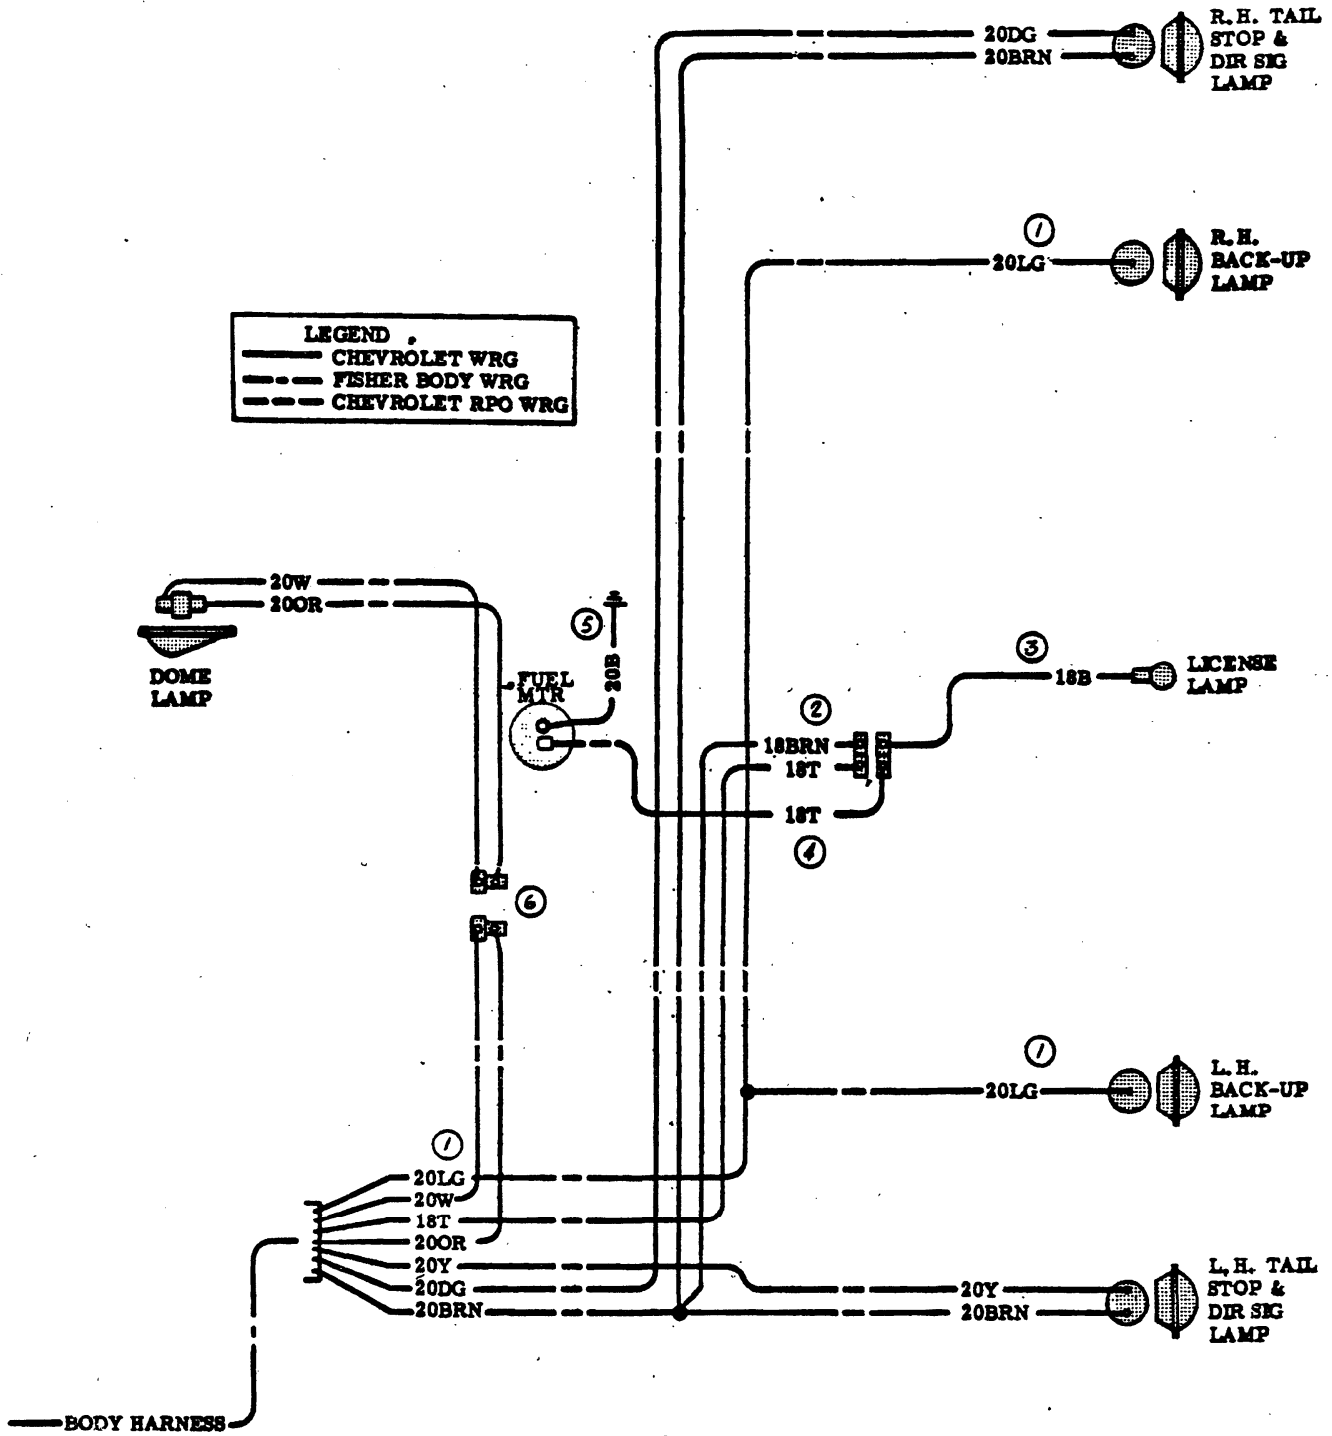 20DG
20BRN
R.H. TAIL
STOP &
DIR SIG
LAMP
1
20LG
R.H.
BACK-UP
LAMP
LEGEND
CHEVROLET WRG
FISHER BODY WRG
CHEVROLET RPO WRG
20W
20OR
DOME
LAMP
5
20B
FUEL
MTR
3
18B
LICENSE
LAMP
2
18BRN
18T
18T
4
6
1
20LG
L.H.
BACK-UP
LAMP
1
20LG
20W
18T
20OR
20Y
20DG
20BRN
20Y
20BRN
L.H. TAIL
STOP &
DIR SIG
LAMP
BODY HARNESS